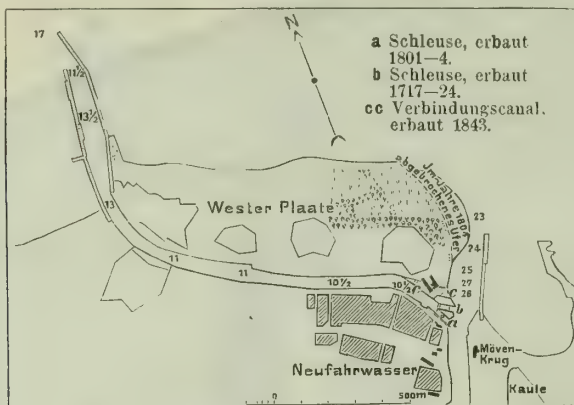 a Schleuse, erbaut
1801—4.
b Schleuse, erbaut
1717—24.
cc Verbindungscanal,
erbaut 1843.
N
17
11½
13½
13
11
11
10½
10½
Wester Plaate
Im Jahre 1804
abgebrochenes Ufer
23
24
25
27
28
c
c
b
a
Neufahrwasser
Möven-
Krug
Kaule
0
500m